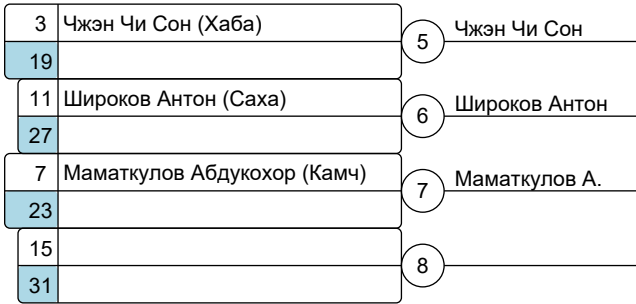 3 Чжэн Чи Сон (Хаба)
5 Чжэн Чи Сон
19
11 Широков Антон (Саха)
6 Широков Антон
27
7 Маматкулов Абдукохор (Камч)
7 Маматкулов А.
23
15
8
31